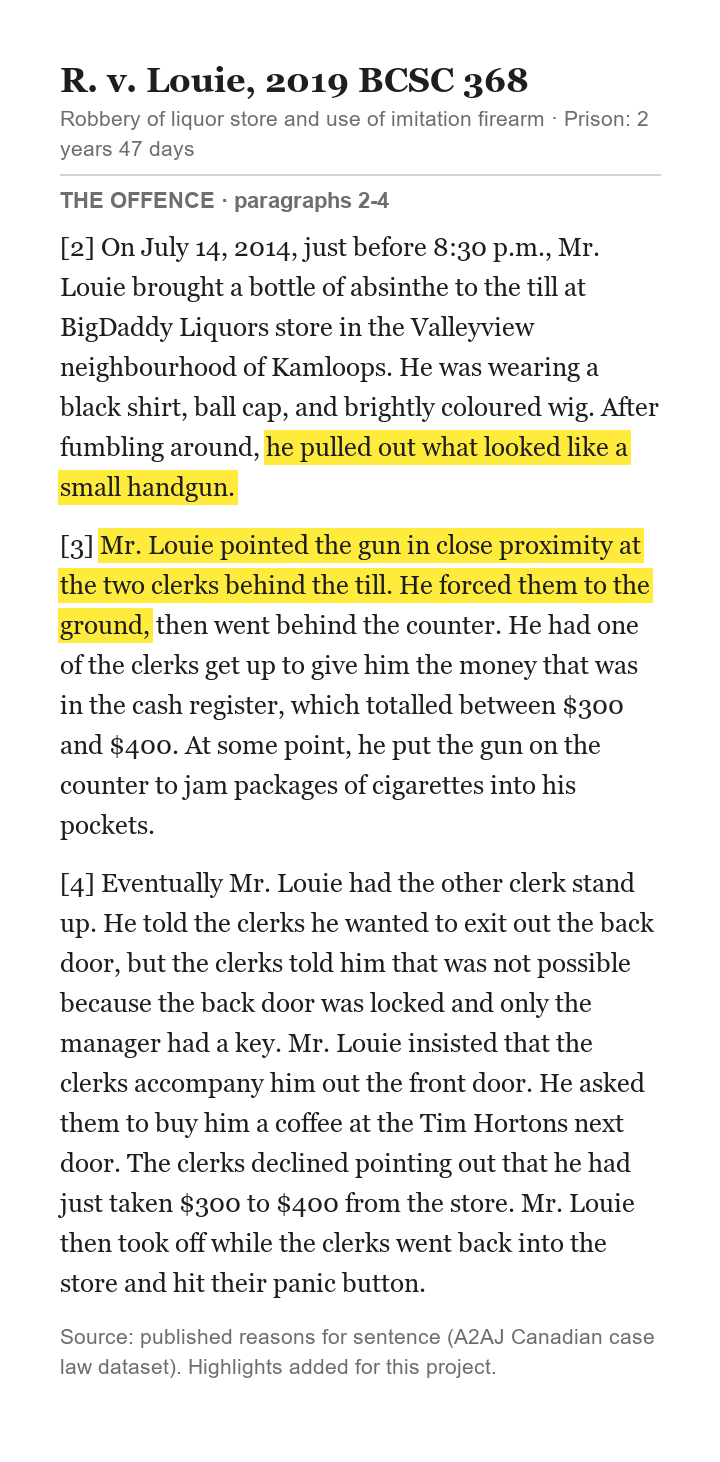 R. v. Louie, 2019 BCSC 368
Robbery of liquor store and use of imitation firearm · Prison: 2
years 47 days
THE OFFENCE · paragraphs 2-4
[2] On July 14, 2014, just before 8:30 p.m., Mr.
Louie brought a bottle of absinthe to the till at
BigDaddy Liquors store in the Valleyview
neighbourhood of Kamloops. He was wearing a
black shirt, ball cap, and brightly coloured wig. After
fumbling around, he pulled out what looked like a
small handgun.
[3] Mr. Louie pointed the gun in close proximity at
the two clerks behind the till. He forced them to the
ground, then went behind the counter. He had one
of the clerks get up to give him the money that was
in the cash register, which totalled between $300
and $400. At some point, he put the gun on the
counter to jam packages of cigarettes into his
pockets.
[4] Eventually Mr. Louie had the other clerk stand
up. He told the clerks he wanted to exit out the back
door, but the clerks told him that was not possible
because the back door was locked and only the
manager had a key. Mr. Louie insisted that the
clerks accompany him out the front door. He asked
them to buy him a coffee at the Tim Hortons next
door. The clerks declined pointing out that he had
just taken $300 to $400 from the store. Mr. Louie
then took off while the clerks went back into the
store and hit their panic button.
Source: published reasons for sentence (A2AJ Canadian case
law dataset). Highlights added for this project.